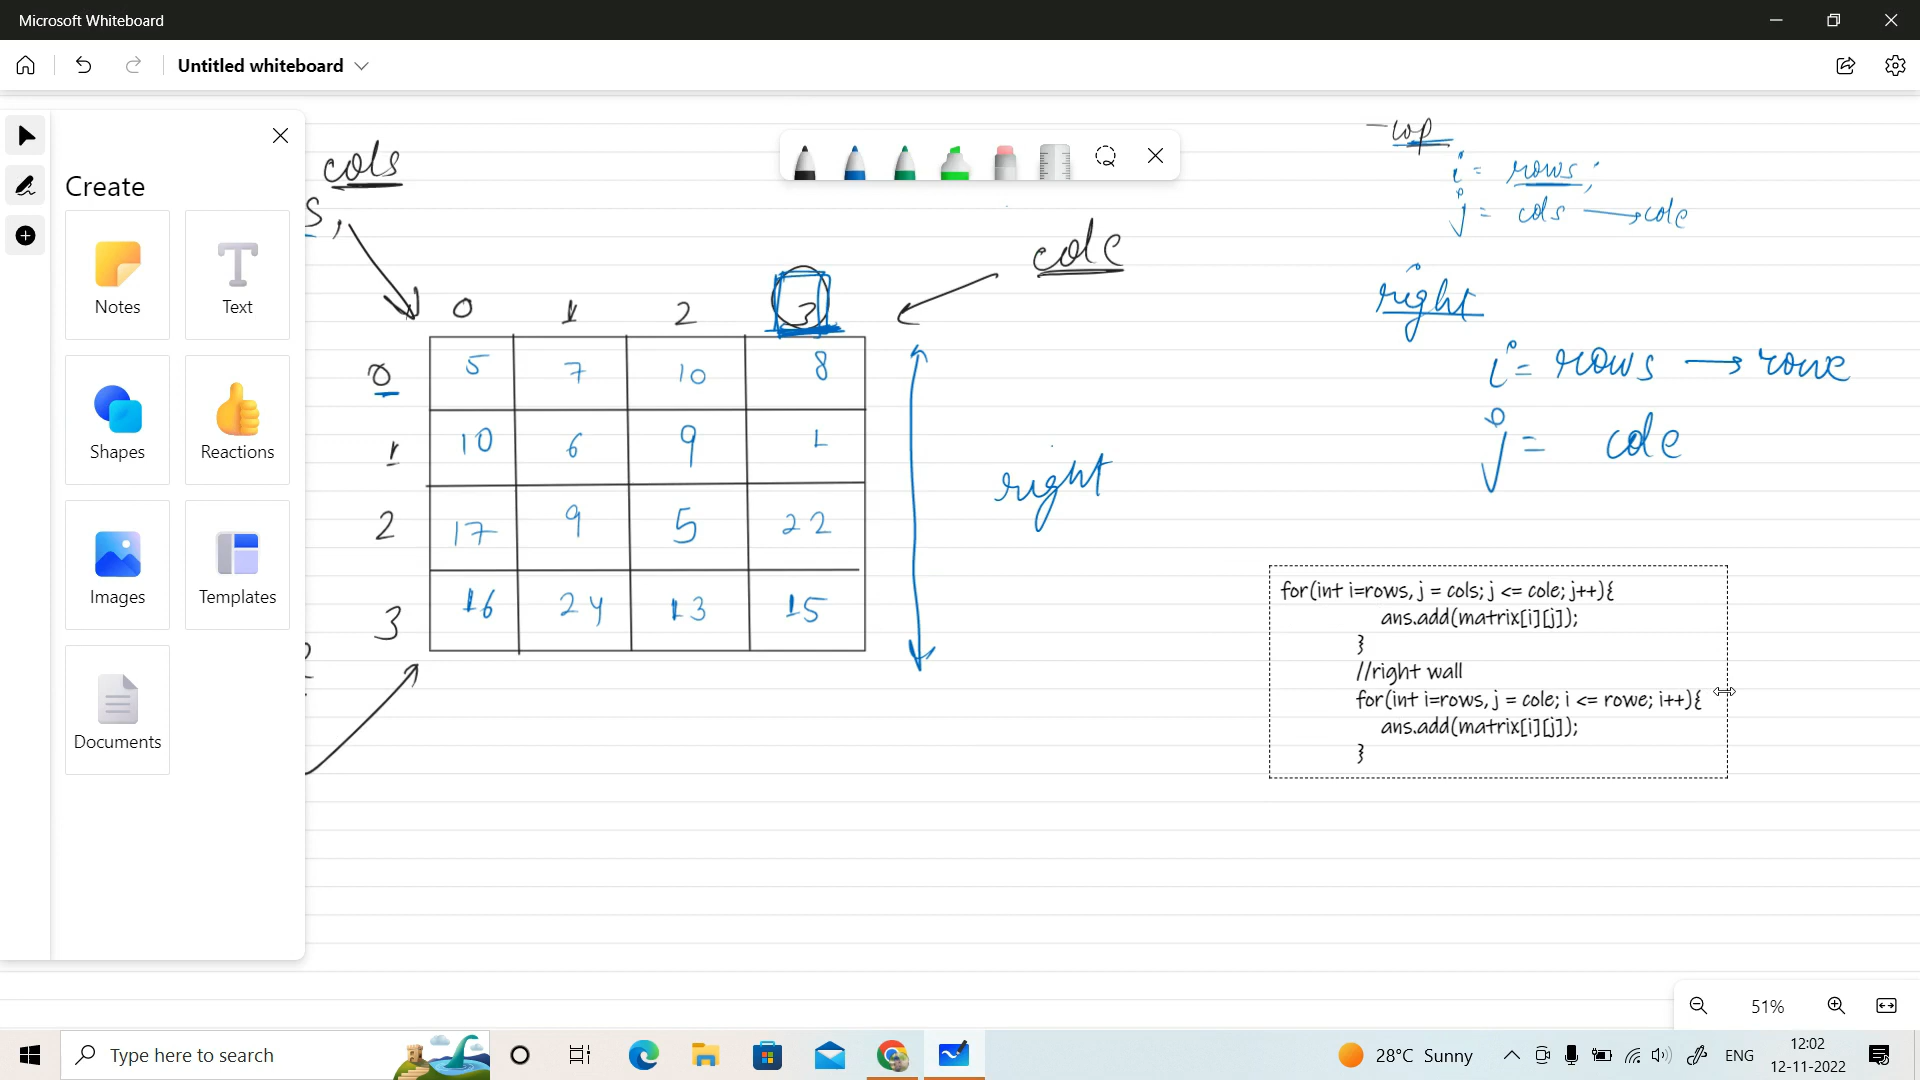 Microsoft Whiteboard
Untitled whiteboard
Create
Notes
Text
Shapes
Reactions
Images
Templates
Documents
cols
s,
cole
0 1 2 3
0 5 7 10 8
1 10 6 9 1
2 17 9 5 22
3 16 24 13 15
right
top
i = rows;
j = cols → cole
right
i = rows → rowe
j = cole
for(int i=rows, j = cols; j <= cole; j++){
ans.add(matrix[i][j]);
}
//right wall
for(int i=rows, j = cole; i <= rowe; i++){
ans.add(matrix[i][j]);
}
51%
Type here to search
28°C Sunny
ENG
12:02
12-11-2022